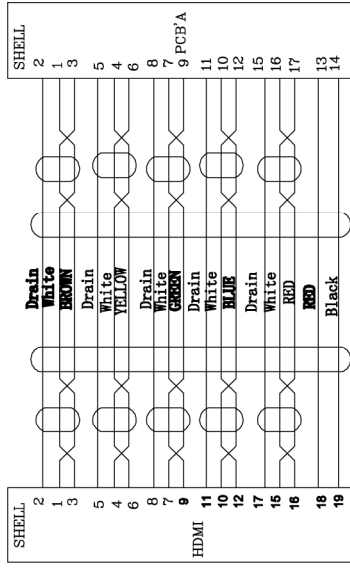 SHELL SHELL
2 Drain 2
1 White 1
3 BROWN 3
5 Drain 5
4 White 4
6 YELLOW 6
8 Drain 8
7 White 7
9 GREEN 9 PCB'A
HDMI
11 Drain 11
10 White 10
12 BLUE 12
17 Drain 15
15 White 16
16 RED 17
18 RED 13
19 Black 14